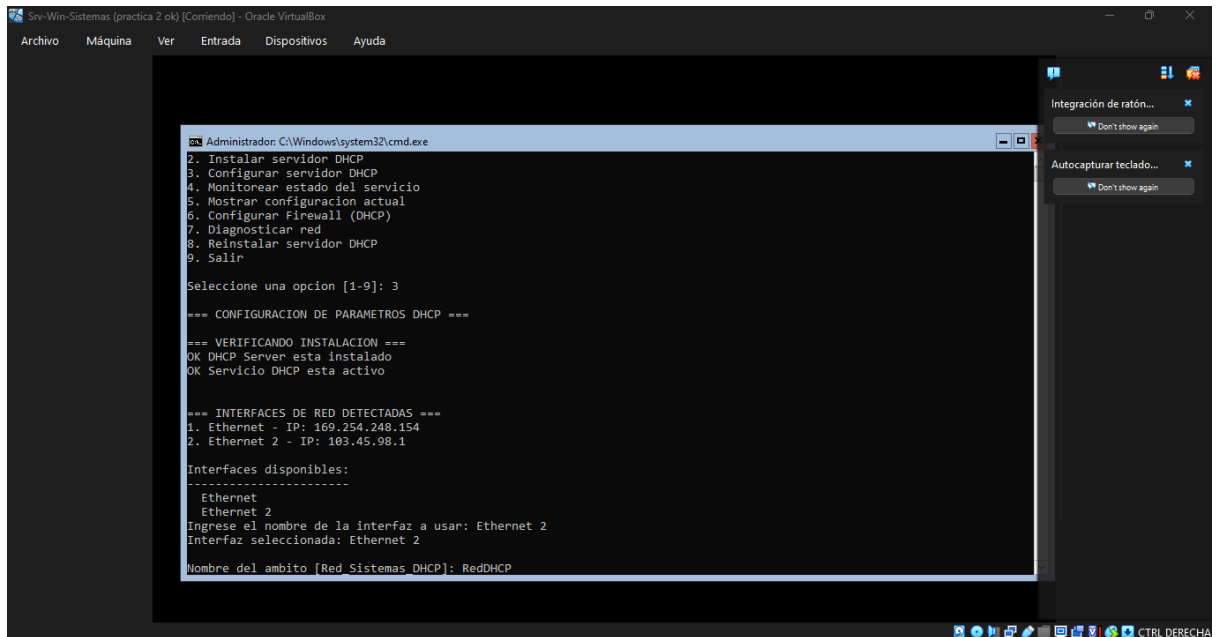 Srv-Win-Sistemas (practica 2 ok) [Corriendo] - Oracle VirtualBox
Archivo Máquina Ver Entrada Dispositivos Ayuda
Integración de ratón...
Don't show again
Autocapturar teclado...
Don't show again
Administrador: C:\Windows\system32\cmd.exe
2. Instalar servidor DHCP
3. Configurar servidor DHCP
4. Monitorear estado del servicio
5. Mostrar configuracion actual
6. Configurar Firewall (DHCP)
7. Diagnosticar red
8. Reinstalar servidor DHCP
9. Salir
Seleccione una opcion [1-9]: 3
=== CONFIGURACION DE PARAMETROS DHCP ===
=== VERIFICANDO INSTALACION ===
OK DHCP Server esta instalado
OK Servicio DHCP esta activo
=== INTERFACES DE RED DETECTADAS ===
1. Ethernet - IP: 169.254.248.154
2. Ethernet 2 - IP: 103.45.98.1
Interfaces disponibles:
-----------------------
Ethernet
Ethernet 2
Ingrese el nombre de la interfaz a usar: Ethernet 2
Interfaz seleccionada: Ethernet 2
Nombre del ambito [Red_Sistemas_DHCP]: RedDHCP
CTRL DERECHA